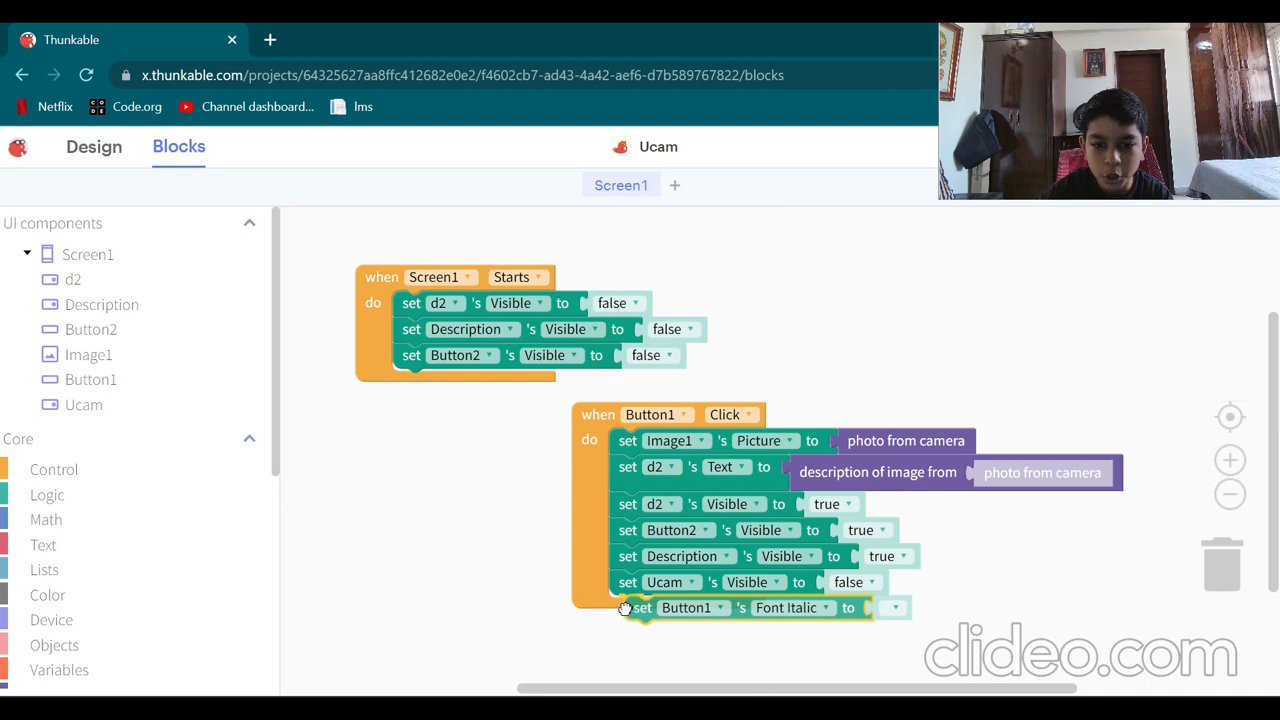 Thunkable
x.thunkable.com/projects/64325627aa8ffc412682e0e2/f4602cb7-ad43-4a42-aef6-d7b589767822/blocks
Netflix
CODE
Code.org
Channel dashboard...
lms
Design
Blocks
Ucam
Screen1
UI components
Screen1
d2
Description
Button2
Image1
Button1
Ucam
Core
Control
Logic
Math
Text
Lists
Color
Device
Objects
Variables
when Screen1 Starts
do set d2 's Visible to false
set Description 's Visible to false
set Button2 's Visible to false
when Button1 Click
do set Image1 's Picture to photo from camera
set d2 's Text to description of image from photo from camera
set d2 's Visible to true
set Button2 's Visible to true
set Description 's Visible to true
set Ucam 's Visible to false
set Button1 's Font Italic to
clideo.com